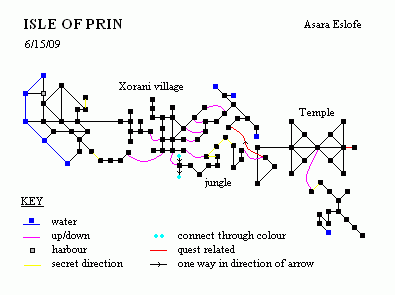 ISLE OF PRIN
Asara Eslofe
6/15/09
Xorani village
Temple
jungle
KEY
water
up/down
harbour
secret direction
connect through colour
quest related
one way in direction of arrow